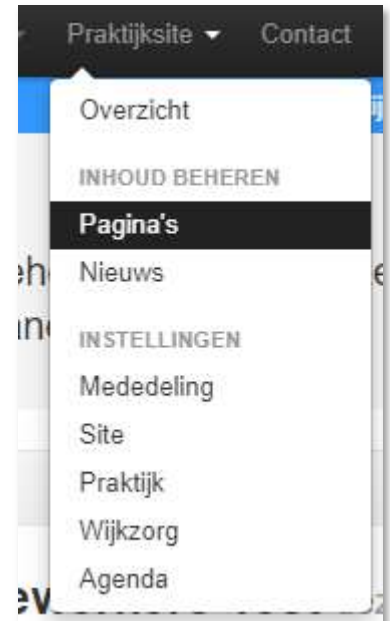 Praktijksite Contact
Overzicht
INHOUD BEHEREN
Pagina's
Nieuws
INSTELLINGEN
Mededeling
Site
Praktijk
Wijkzorg
Agenda